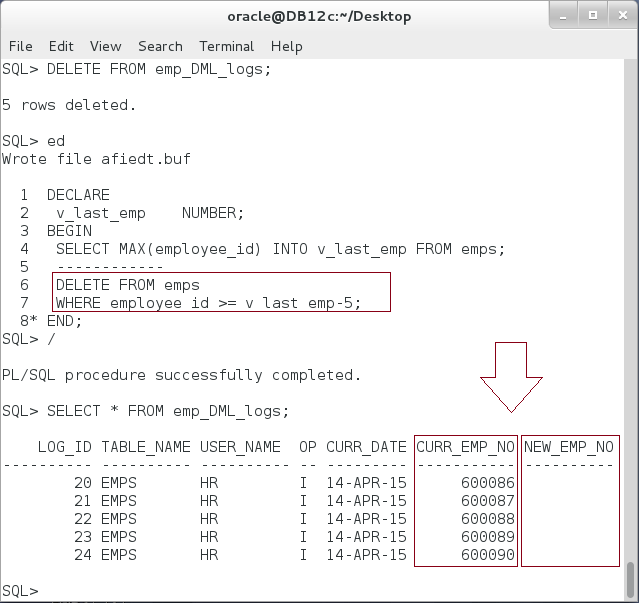 oracle@DB12c:~/Desktop
File Edit View Search Terminal Help
SQL> DELETE FROM emp_DML_logs;
5 rows deleted.
SQL> ed
Wrote file afiedt.buf
1 DECLARE
2 v_last_emp NUMBER;
3 BEGIN
4 SELECT MAX(employee_id) INTO v_last_emp FROM emps;
5 ------------
6 DELETE FROM emps
7 WHERE employee_id >= v_last_emp-5;
8* END;
SQL> /
PL/SQL procedure successfully completed.
SQL> SELECT * FROM emp_DML_logs;
LOG_ID TABLE_NAME USER_NAME OP CURR_DATE CURR_EMP_NO NEW_EMP_NO
---------- ---------- ---------- -- --------- ----------- ----------
20 EMPS HR I 14-APR-15 600086
21 EMPS HR I 14-APR-15 600087
22 EMPS HR I 14-APR-15 600088
23 EMPS HR I 14-APR-15 600089
24 EMPS HR I 14-APR-15 600090
SQL>